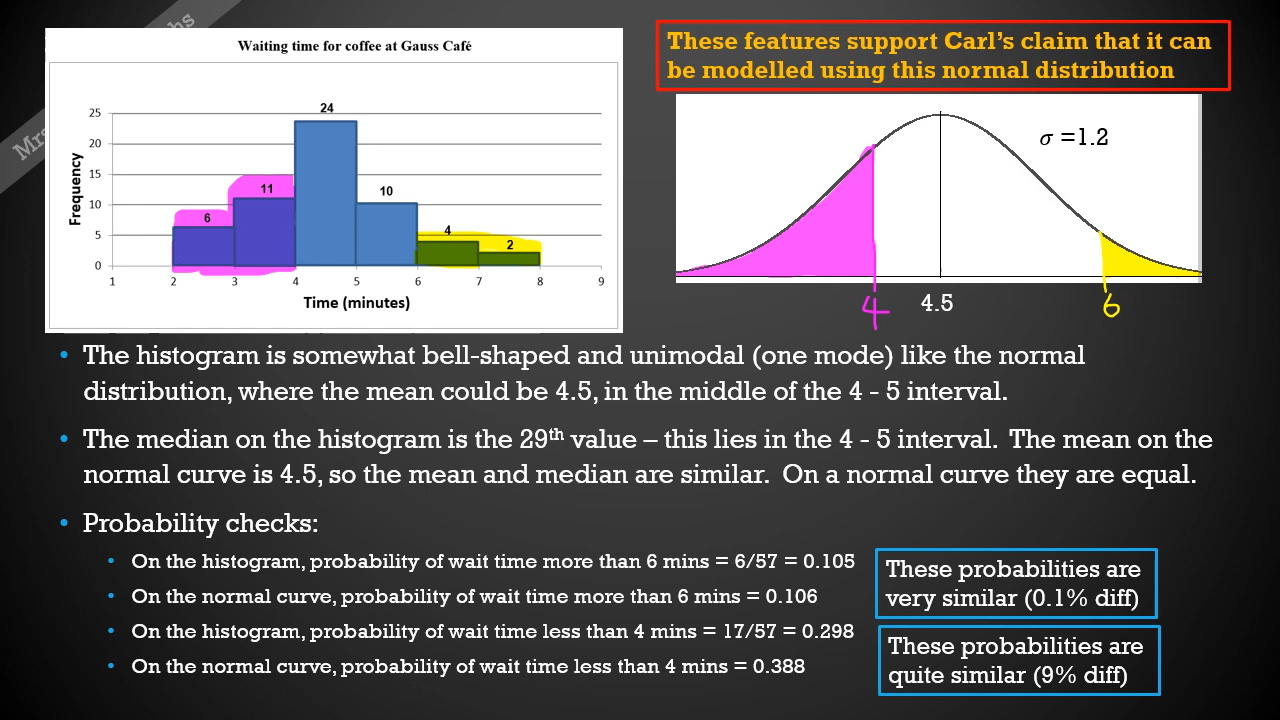 hs
Mrs
Waiting time for coffee at Gauss Café
25
20
15
10
5
0
Frequency
6
11
24
10
4
2
1 2 3 4 5 6 7 8 9
Time (minutes)
These features support Carl's claim that it can
be modelled using this normal distribution
σ =1.2
4 4.5 6
• The histogram is somewhat bell-shaped and unimodal (one mode) like the normal
distribution, where the mean could be 4.5, in the middle of the 4 - 5 interval.
• The median on the histogram is the 29th value – this lies in the 4 - 5 interval. The mean on the
normal curve is 4.5, so the mean and median are similar. On a normal curve they are equal.
• Probability checks:
• On the histogram, probability of wait time more than 6 mins = 6/57 = 0.105
• On the normal curve, probability of wait time more than 6 mins = 0.106
• On the histogram, probability of wait time less than 4 mins = 17/57 = 0.298
• On the normal curve, probability of wait time less than 4 mins = 0.388
These probabilities are
very similar (0.1% diff)
These probabilities are
quite similar (9% diff)